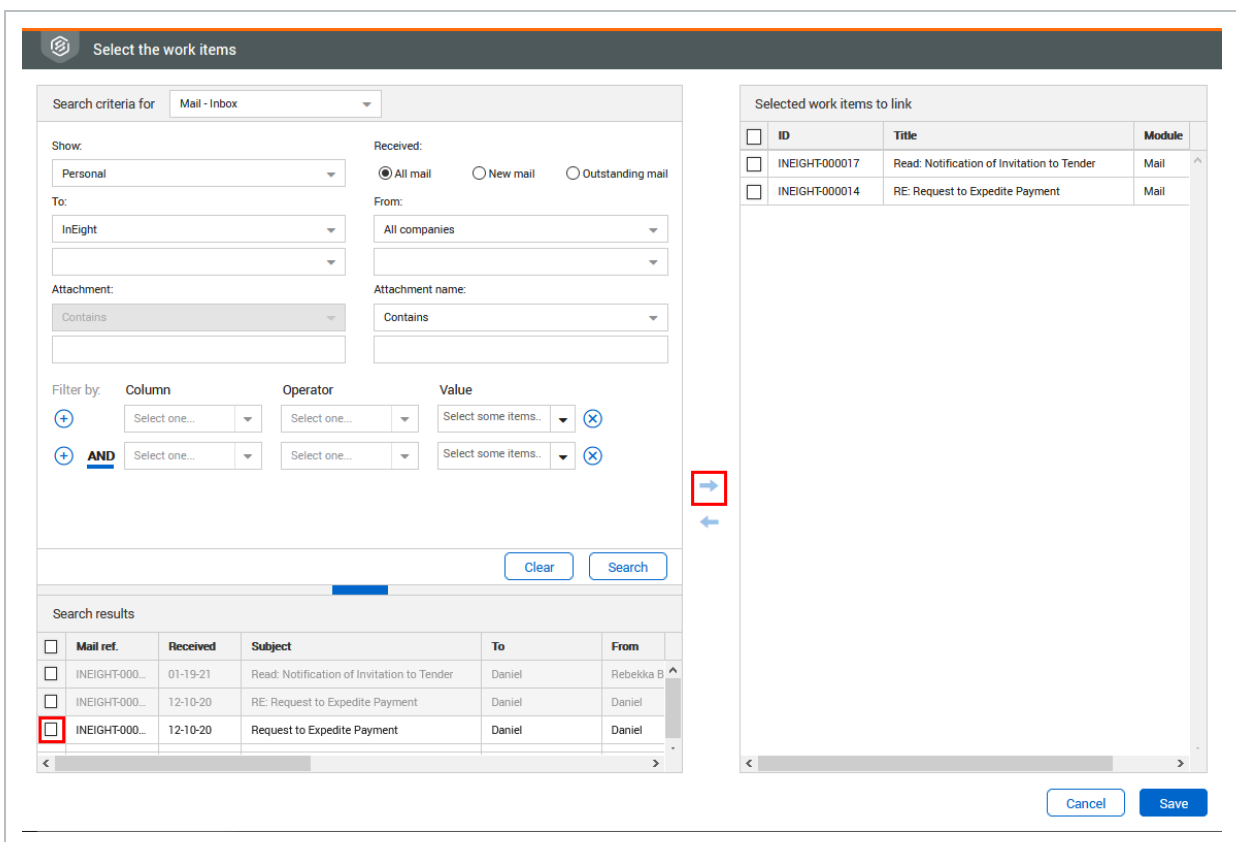 Select the work items
Search criteria for Mail - Inbox
Show: Received:
Personal All mail New mail Outstanding mail
To: From:
InEight All companies
Attachment: Attachment name:
Contains Contains
Filter by: Column Operator Value
Select one... Select one... Select some items..
AND Select one... Select one... Select some items..
Clear Search
Search results
Mail ref. Received Subject To From
INEIGHT-000... 01-19-21 Read: Notification of Invitation to Tender Daniel Rebekka B
INEIGHT-000... 12-10-20 RE: Request to Expedite Payment Daniel Daniel
INEIGHT-000... 12-10-20 Request to Expedite Payment Daniel Daniel
Selected work items to link
ID Title Module
INEIGHT-000017 Read: Notification of Invitation to Tender Mail
INEIGHT-000014 RE: Request to Expedite Payment Mail
Cancel Save